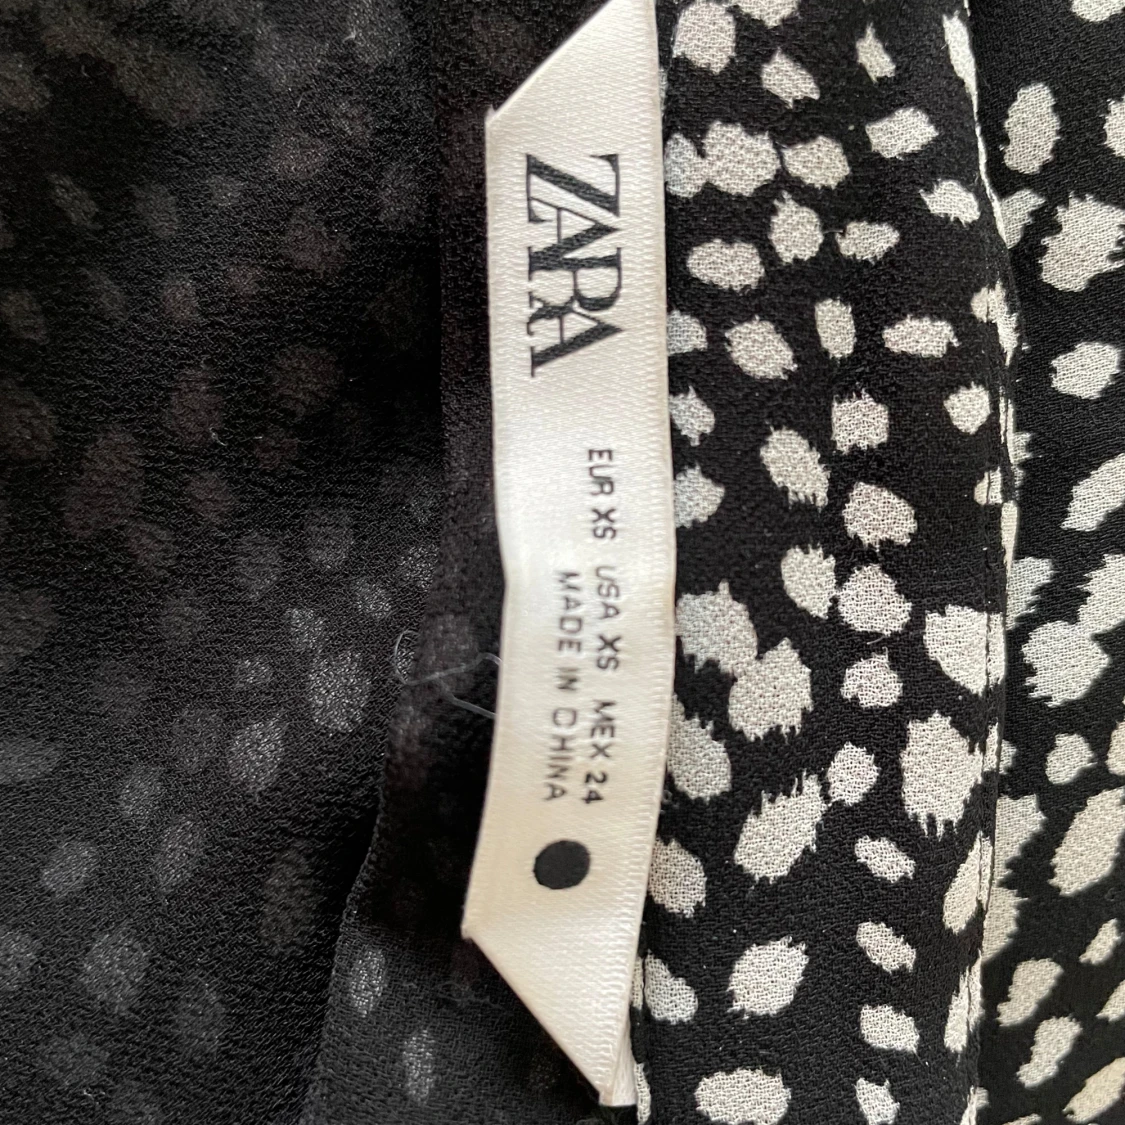 ZARA
EUR XS USA XS MEX 24
MADE IN CHINA